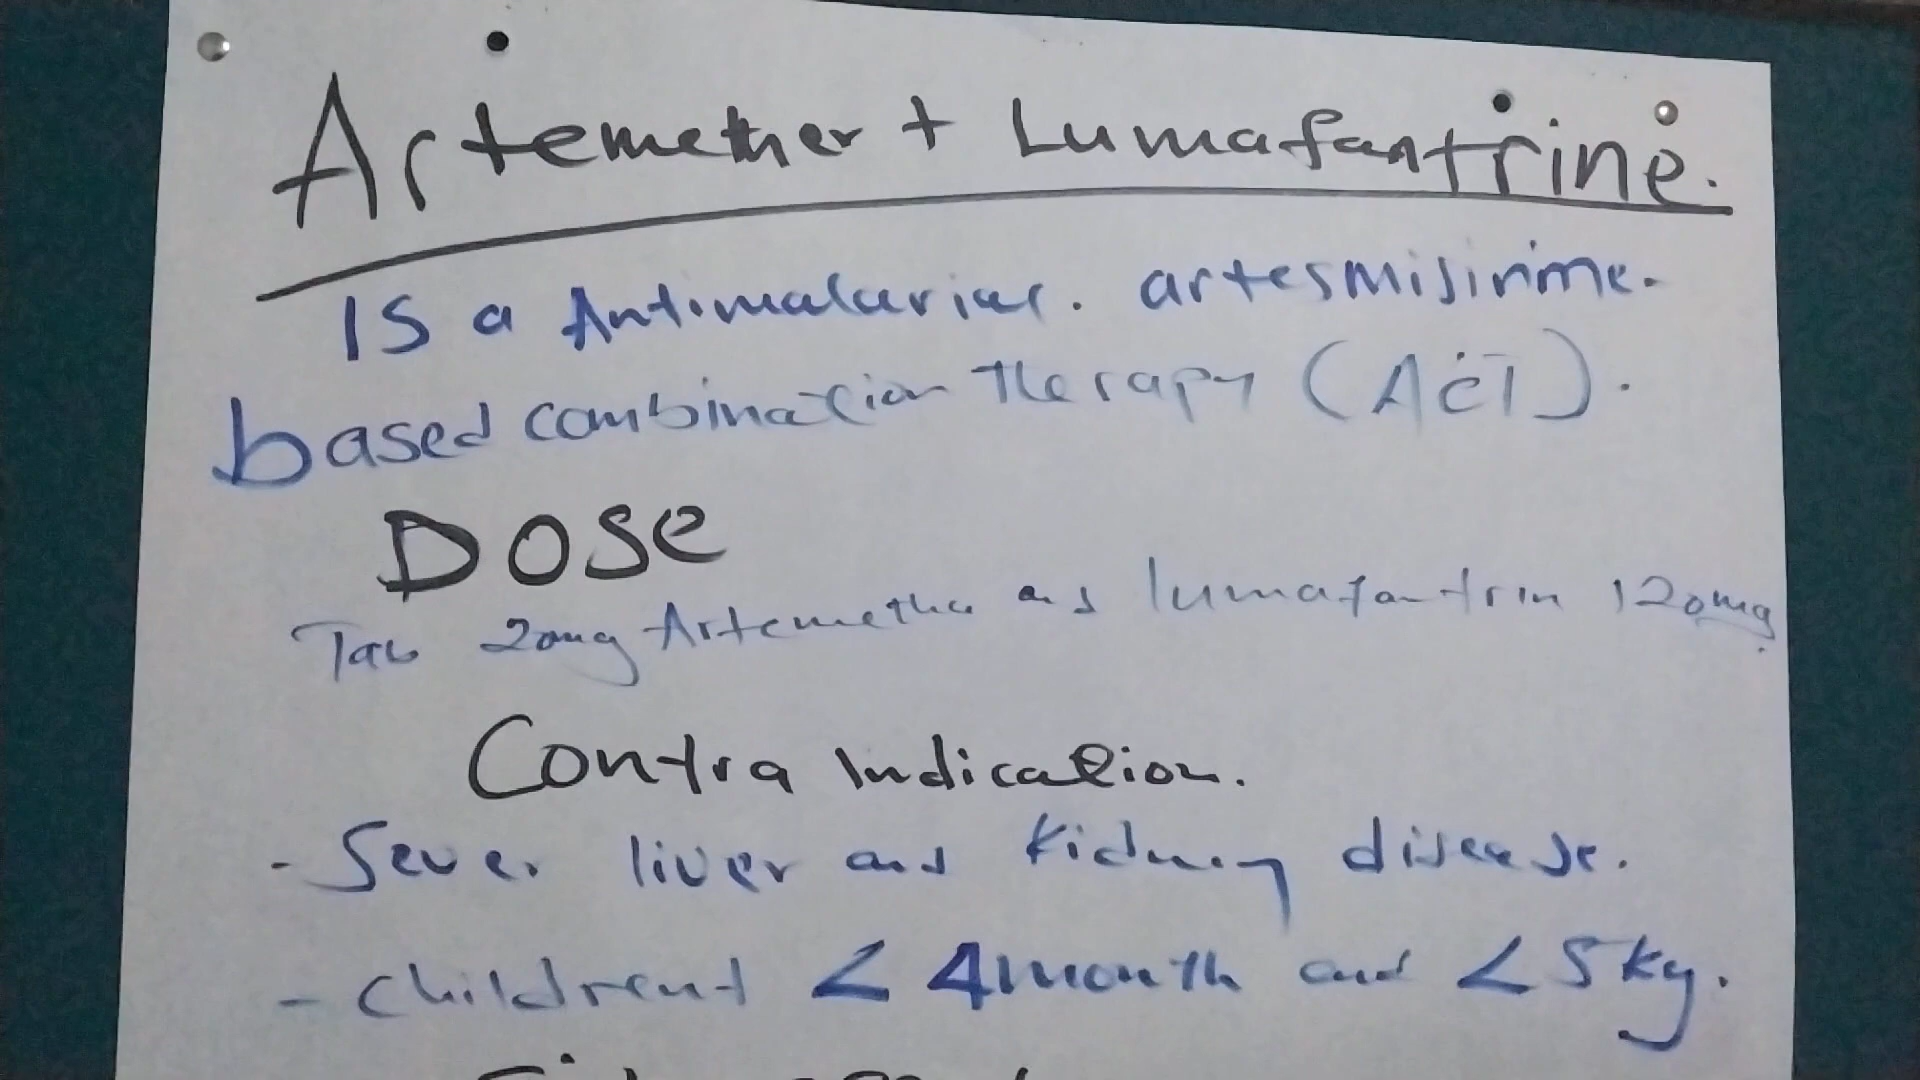 Artemether + Lumafantrine.
IS a Antimalarial. artesmisinine.
based combination Therapy (ACT).
DOSe
Tab 20mg Artemether and lumafantrin 120mg.
Contra Indication.
- Sever liver and kidney disease.
- childrent < 4month and < 5kg.